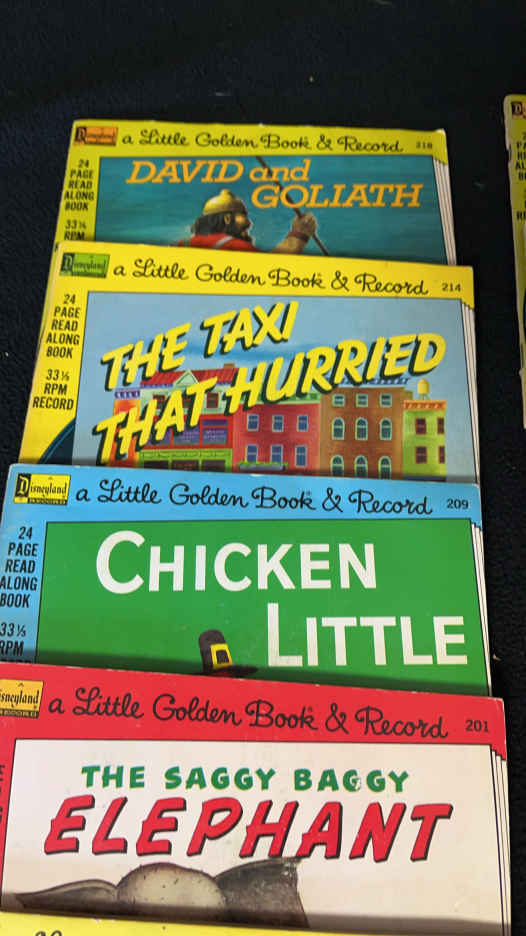 a Little Golden Book & Record
218
24
PAGE
READ
ALONG
BOOK
33⅓
RPM
DAVID and
GOLIATH
Disneyland
a Little Golden Book & Record
214
24
PAGE
READ
ALONG
BOOK
33⅓
RPM
RECORD
THE TAXI
THAT HURRIED
Disneyland
RECORD
a Little Golden Book & Record
209
24
PAGE
READ
ALONG
BOOK
33⅓
RPM
CHICKEN
LITTLE
Disneyland
RECORD
a Little Golden Book & Record
201
THE SAGGY BAGGY
ELEPHANT